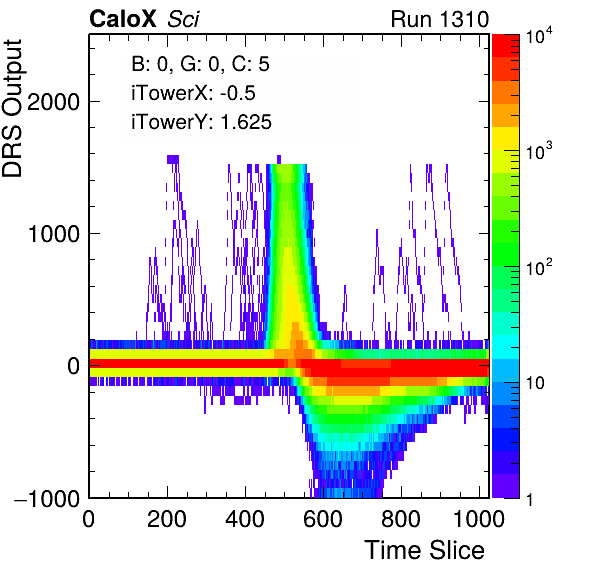 CaloX Sci Run 1310
B: 0, G: 0, C: 5
iTowerX: -0.5
iTowerY: 1.625
DRS Output
2000
1000
0
−1000
0 200 400 600 800 1000
Time Slice
10^4
10^3
10^2
10
1